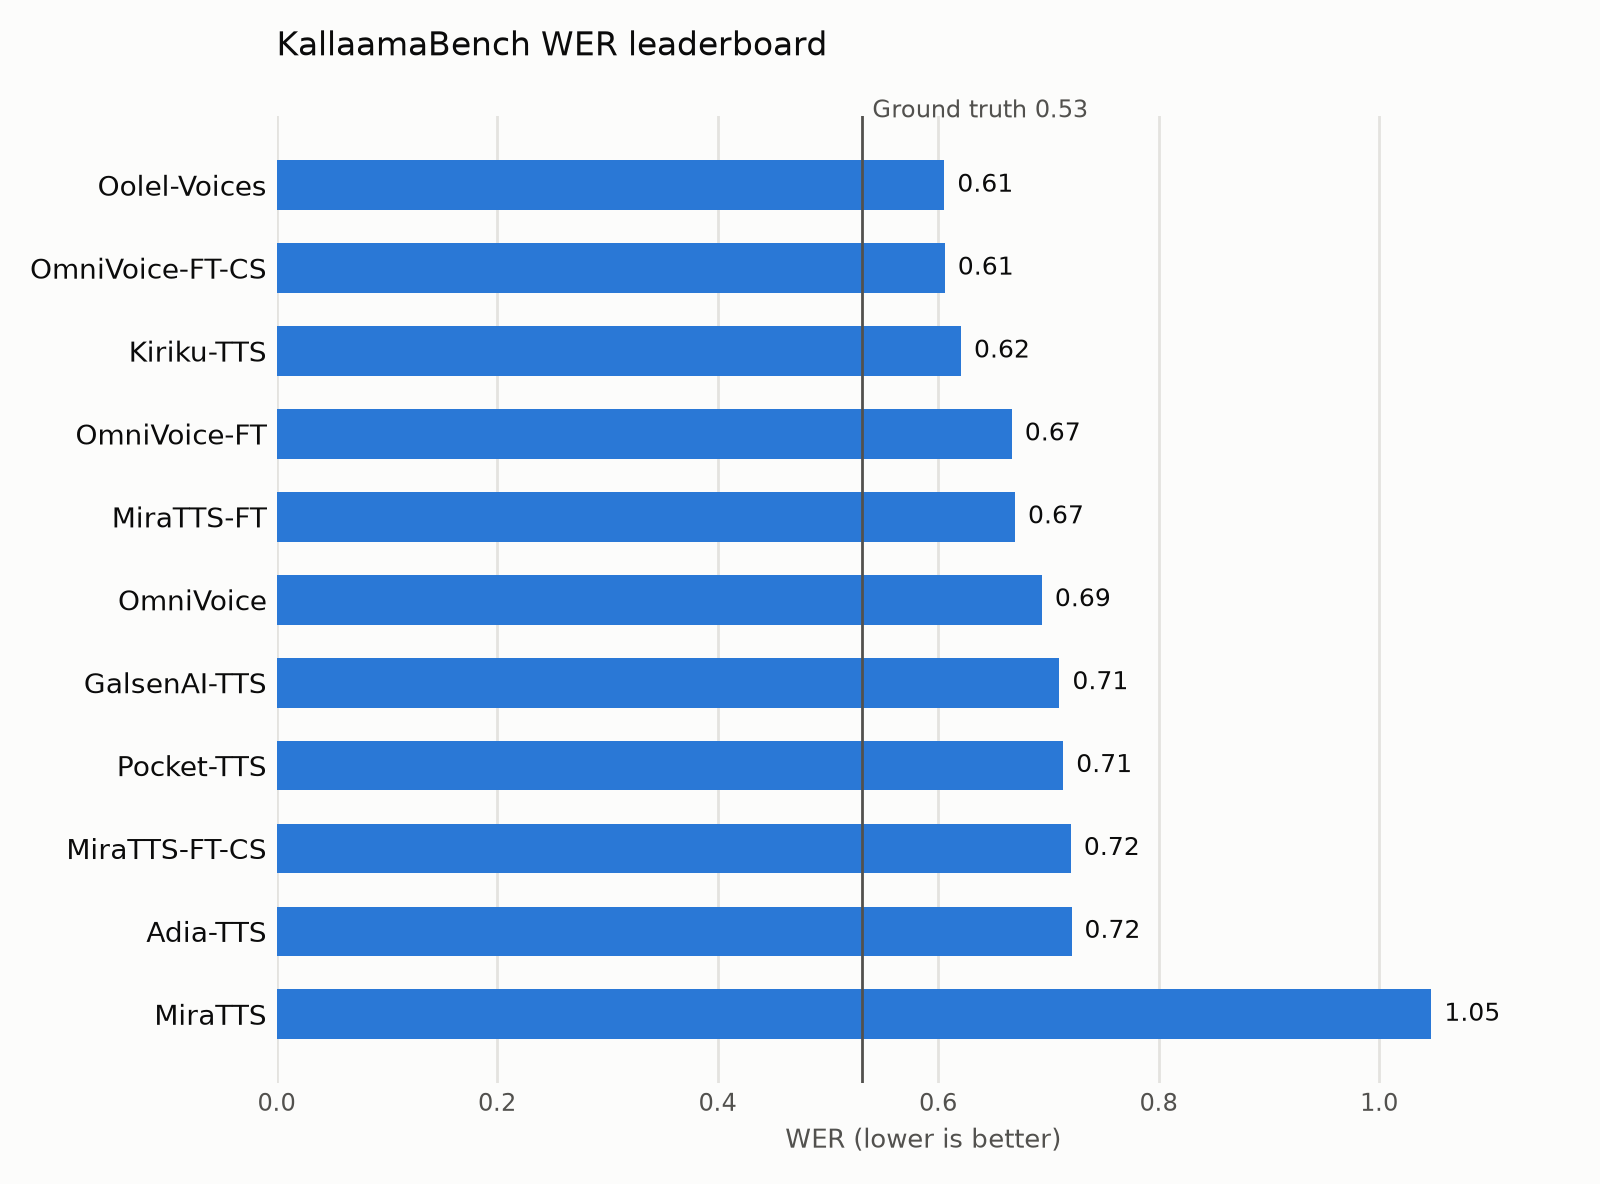 KallaamaBench WER leaderboard
Ground truth 0.53
Oolel-Voices 0.61
OmniVoice-FT-CS 0.61
Kiriku-TTS 0.62
OmniVoice-FT 0.67
MiraTTS-FT 0.67
OmniVoice 0.69
GalsenAI-TTS 0.71
Pocket-TTS 0.71
MiraTTS-FT-CS 0.72
Adia-TTS 0.72
MiraTTS 1.05
0.0 0.2 0.4 0.6 0.8 1.0
WER (lower is better)